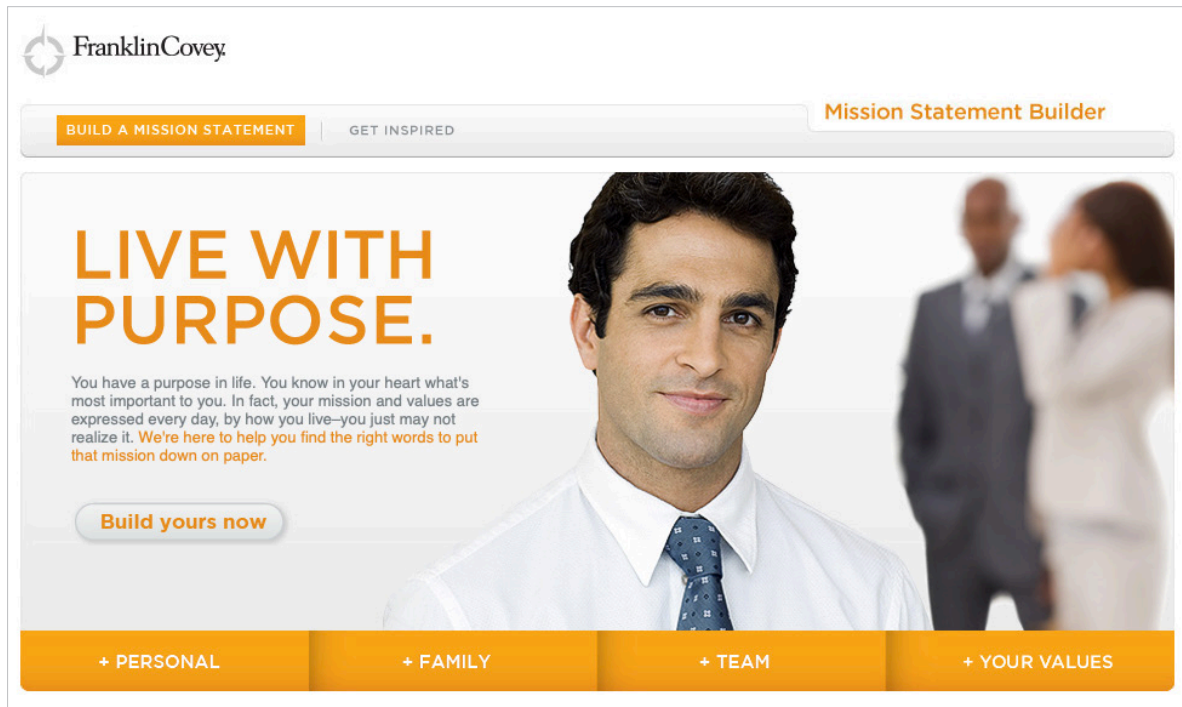 FranklinCovey.
Mission Statement Builder
BUILD A MISSION STATEMENT
GET INSPIRED
LIVE WITH
PURPOSE.
You have a purpose in life. You know in your heart what's
most important to you. In fact, your mission and values are
expressed every day, by how you live–you just may not
realize it. We're here to help you find the right words to put
that mission down on paper.
Build yours now
+ PERSONAL
+ FAMILY
+ TEAM
+ YOUR VALUES